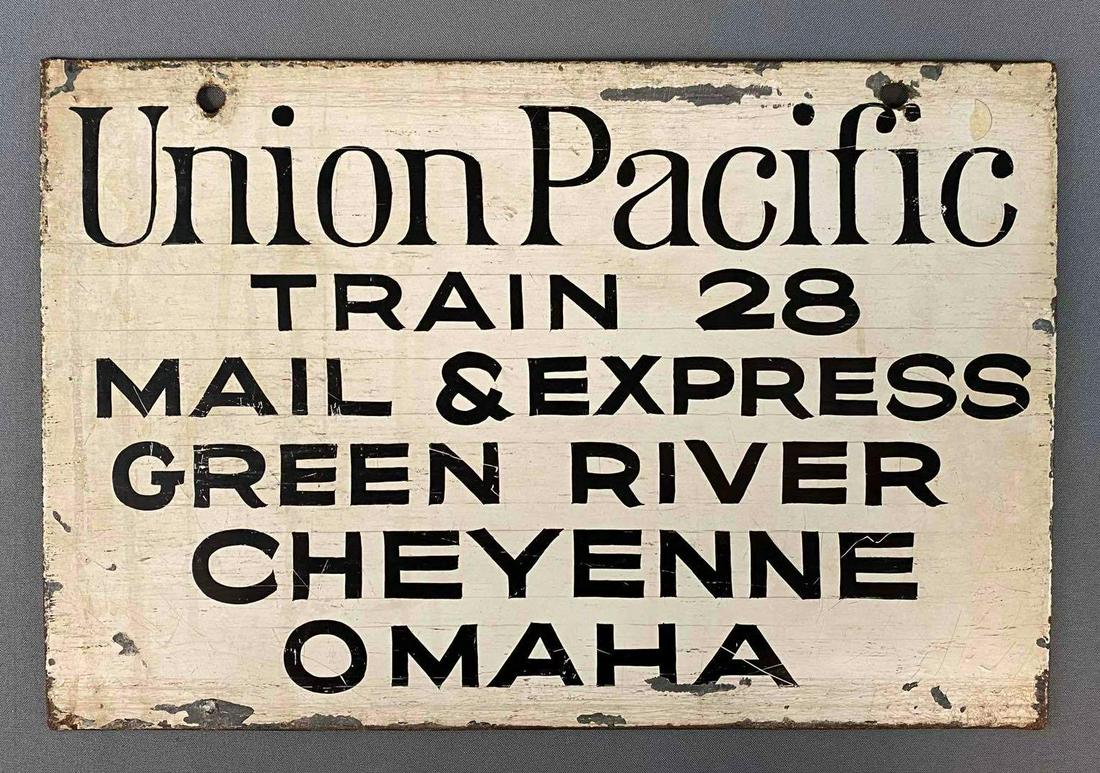 Union Pacific
TRAIN 28
MAIL & EXPRESS
GREEN RIVER
CHEYENNE
OMAHA